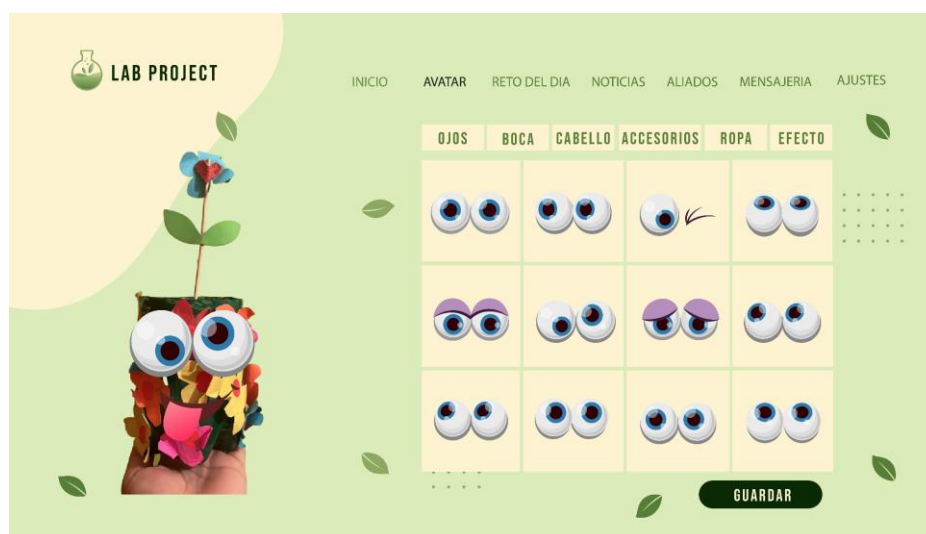 LAB PROJECT
INICIO AVATAR RETO DEL DIA NOTICIAS ALIADOS MENSAJERIA AJUSTES
OJOS BOCA CABELLO ACCESORIOS ROPA EFECTO
GUARDAR